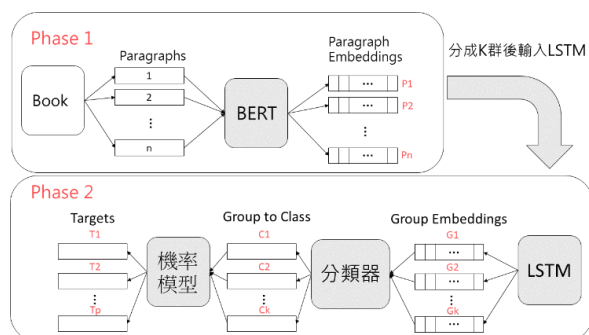 Phase 1
Paragraphs
Paragraph
Embeddings
分成K群後輸入LSTM
Book
1
2
⋮
n
BERT
... P1
... P2
⋮
... Pn
Phase 2
Targets
Group to Class
Group Embeddings
T1
T2
⋮
Tp
機率
模型
C1
C2
⋮
Ck
分類器
G1
...
G2
...
⋮
Gk
...
LSTM